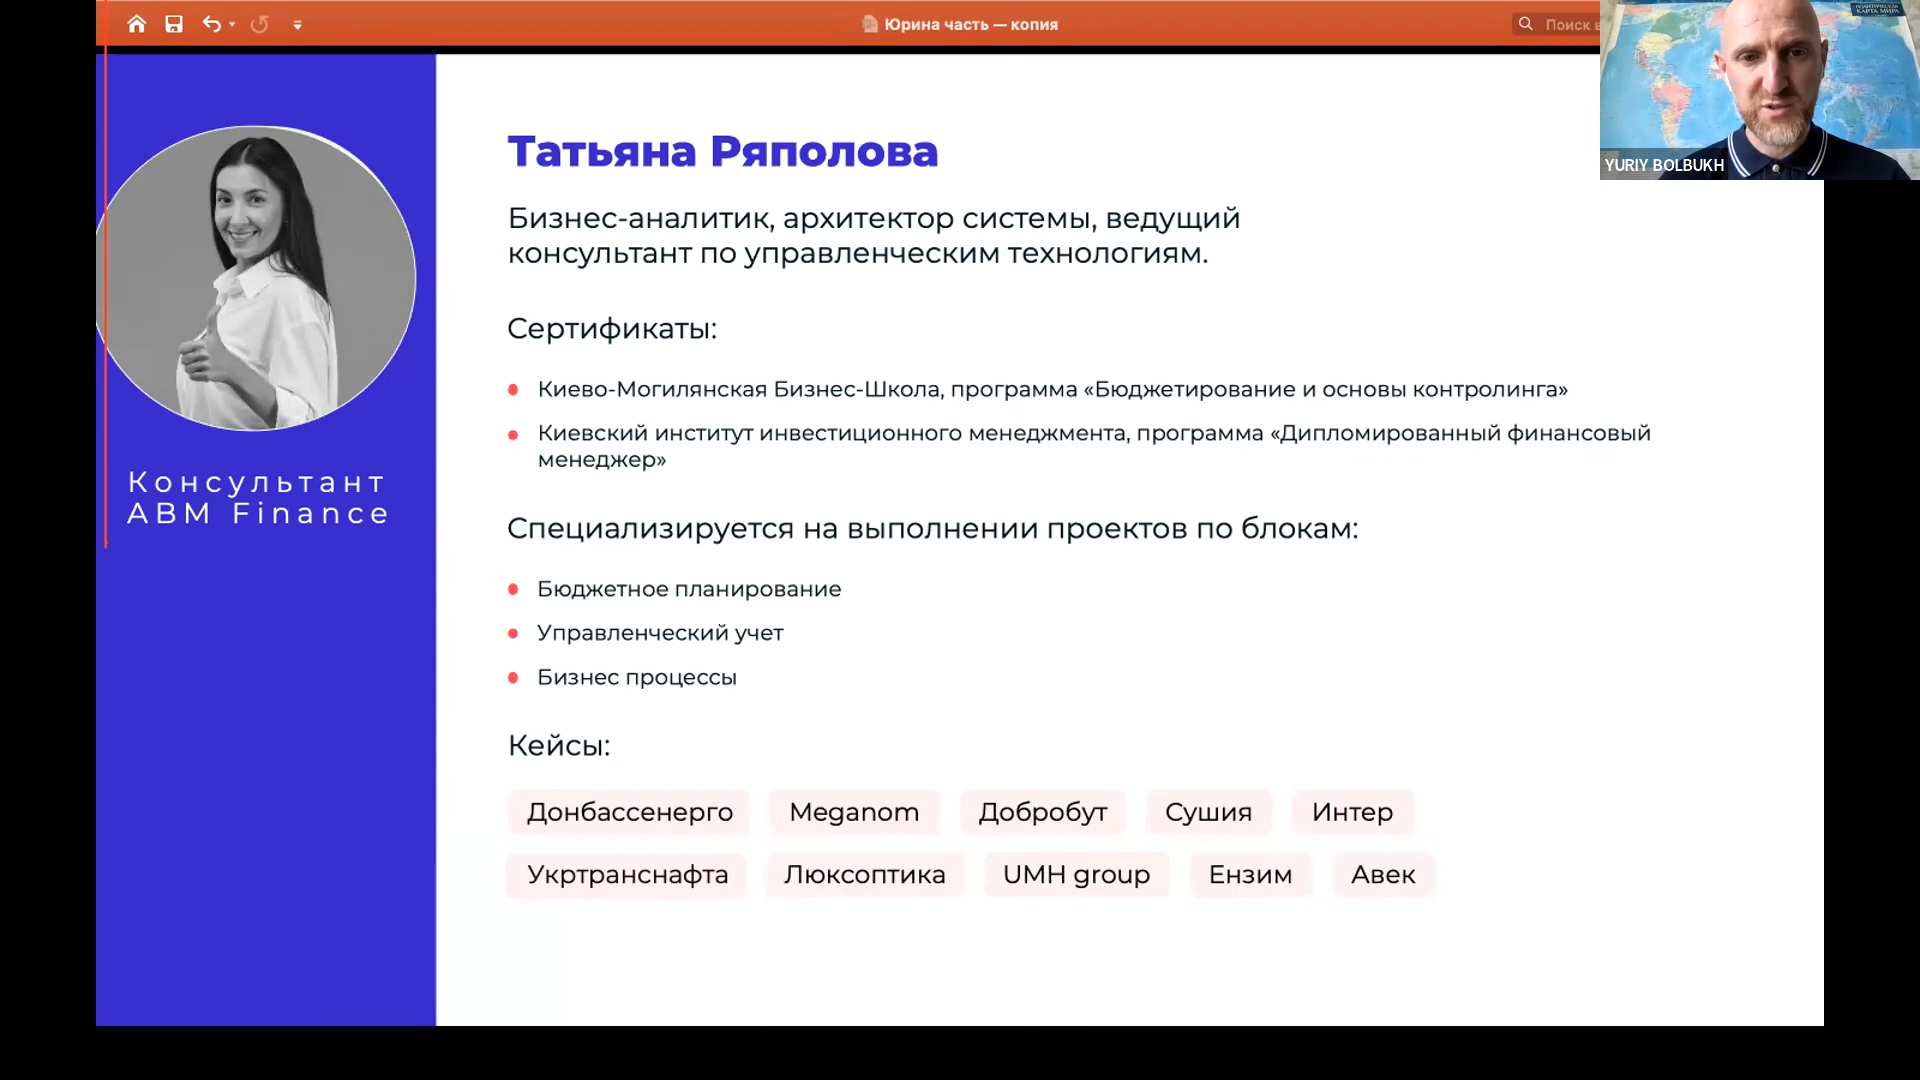 Юрина часть — копия
Поиск в
ПОЛИТИЧЕСКАЯ
КАРТА МИРА
YURIY BOLBUKH
Татьяна Ряполова
Бизнес-аналитик, архитектор системы, ведущий
консультант по управленческим технологиям.
Сертификаты:
Киево-Могилянская Бизнес-Школа, программа «Бюджетирование и основы контролинга»
Киевский институт инвестиционного менеджмента, программа «Дипломированный финансовый
менеджер»
Консультант
ABM Finance
Специализируется на выполнении проектов по блокам:
Бюджетное планирование
Управленческий учет
Бизнес процессы
Кейсы:
Донбассенерго Meganom Добробут Сушия Интер
Укртранснафта Люксоптика UMH group Ензим Авек